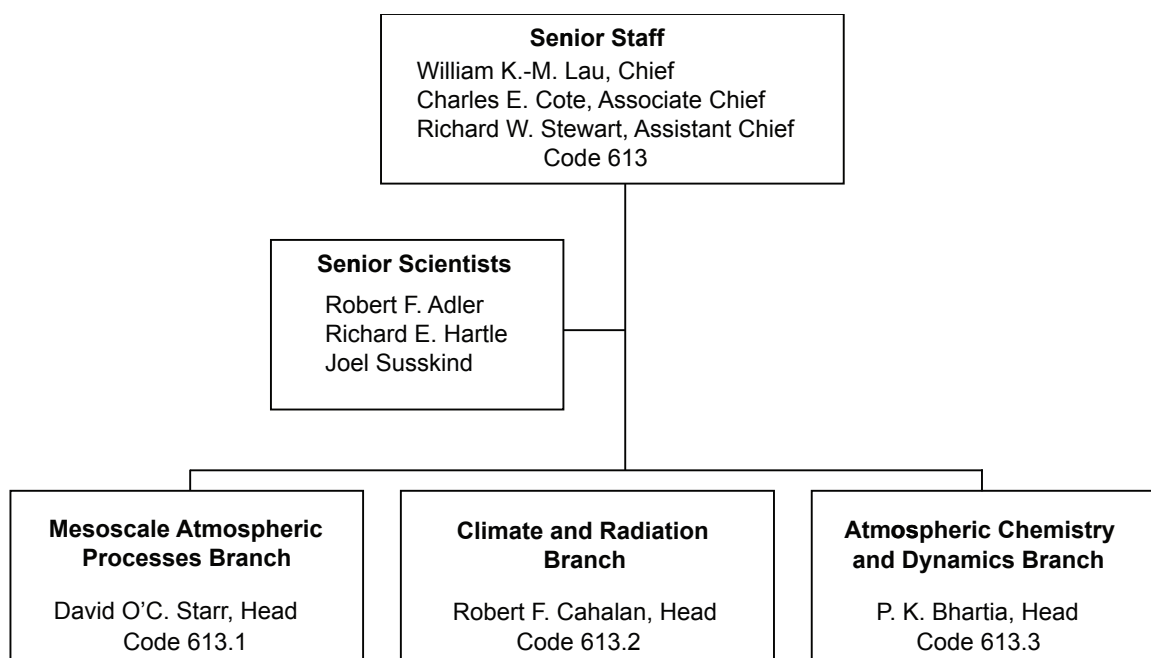 Senior Staff
William K.-M. Lau, Chief
Charles E. Cote, Associate Chief
Richard W. Stewart, Assistant Chief
Code 613
Senior Scientists
Robert F. Adler
Richard E. Hartle
Joel Susskind
Mesoscale Atmospheric
Processes Branch
David O’C. Starr, Head
Code 613.1
Climate and Radiation
Branch
Robert F. Cahalan, Head
Code 613.2
Atmospheric Chemistry
and Dynamics Branch
P. K. Bhartia, Head
Code 613.3